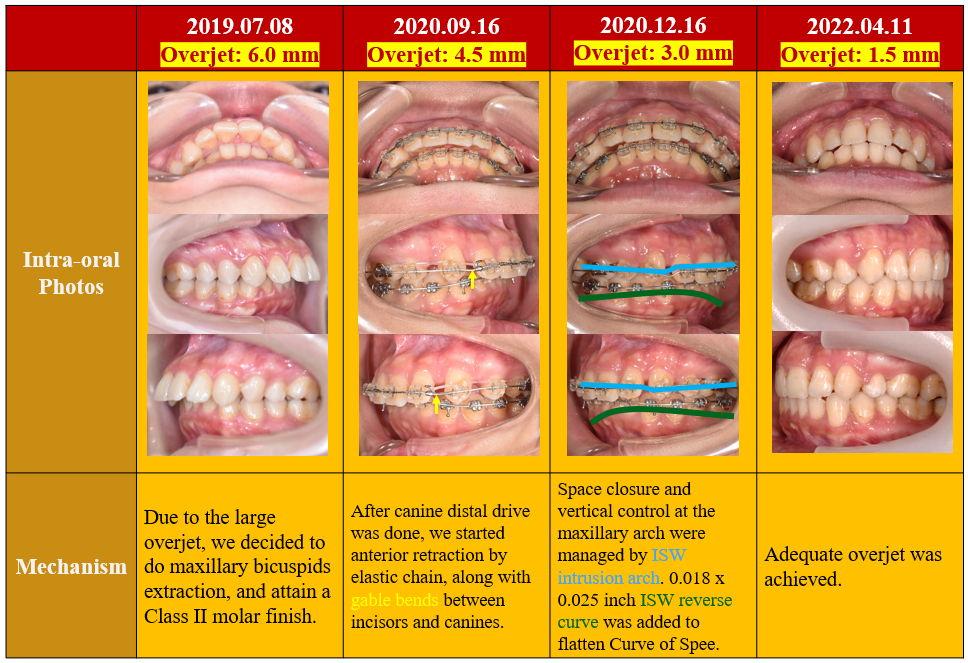 2019.07.08
Overjet: 6.0 mm
2020.09.16
Overjet: 4.5 mm
2020.12.16
Overjet: 3.0 mm
2022.04.11
Overjet: 1.5 mm
Intra-oral
Photos
Mechanism
Due to the large
overjet, we decided to
do maxillary bicuspids
extraction, and attain a
Class II molar finish.
After canine distal drive
was done, we started
anterior retraction by
elastic chain, along with
gable bends between
incisors and canines.
Space closure and
vertical control at the
maxillary arch were
managed by ISW
intrusion arch. 0.018 x
0.025 inch ISW reverse
curve was added to
flatten Curve of Spee.
Adequate overjet was
achieved.